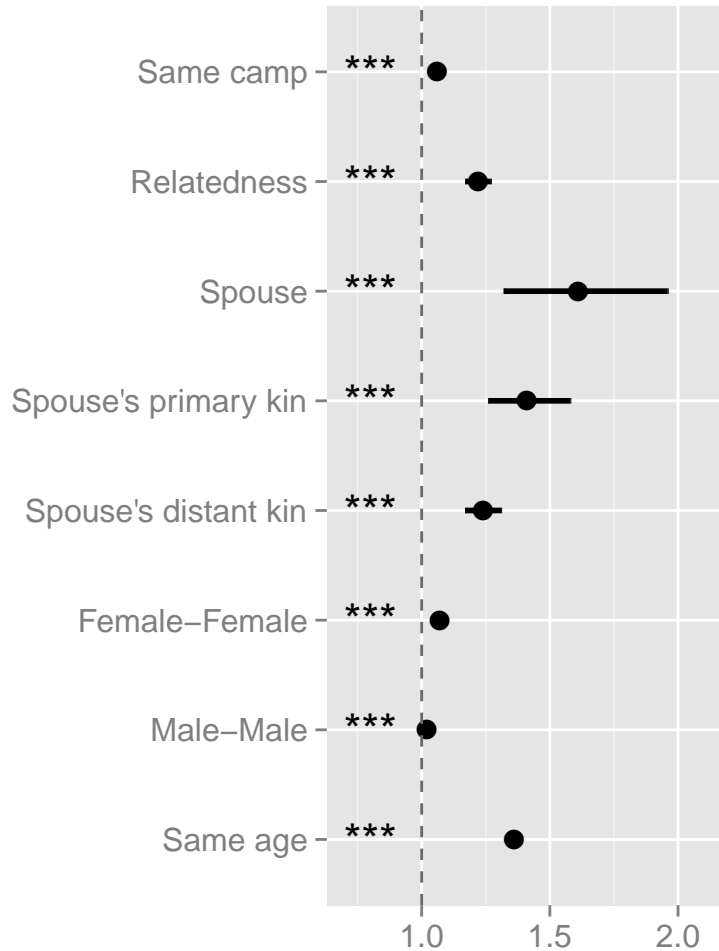 Same camp ***
Relatedness ***
Spouse ***
Spouse's primary kin ***
Spouse's distant kin ***
Female−Female ***
Male−Male ***
Same age ***
1.0 1.5 2.0